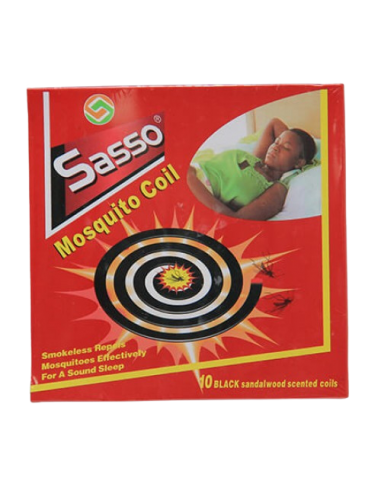 Sasso®
Mosquito Coil
Smokeless Repels
Mosquitoes Effectively
For A Sound Sleep
10 BLACK sandalwood scented coils